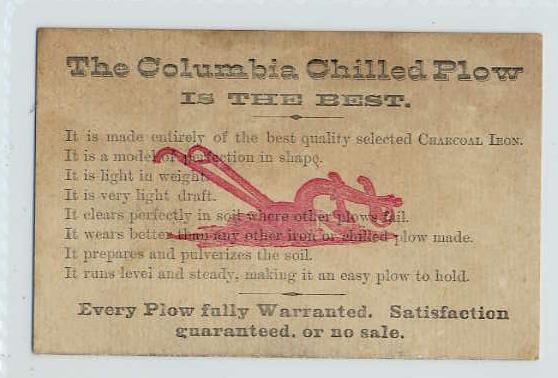 The Columbia Chilled Plow
IS THE BEST.
It is made entirely of the best quality selected CHARCOAL IRON.
It is a model of perfection in shape.
It is light in weight.
It is very light draft.
It clears perfectly in soil where other plows fail.
It wears better than any other iron or chilled plow made.
It prepares and pulverizes the soil.
It runs level and steady, making it an easy plow to hold.
Every Plow fully Warranted. Satisfaction
guaranteed, or no sale.